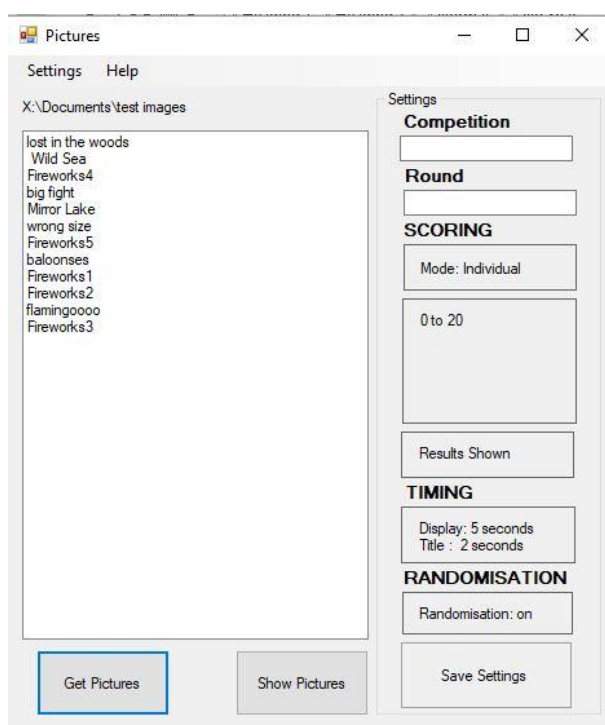 Pictures
Settings Help
X:\Documents\test images
lost in the woods
Wild Sea
Fireworks4
big fight
Mirror Lake
wrong size
Fireworks5
baloonses
Fireworks1
Fireworks2
flamingoooo
Fireworks3
Get Pictures
Show Pictures
Settings
Competition
Round
SCORING
Mode: Individual
0 to 20
Results Shown
TIMING
Display: 5 seconds
Title : 2 seconds
RANDOMISATION
Randomisation: on
Save Settings